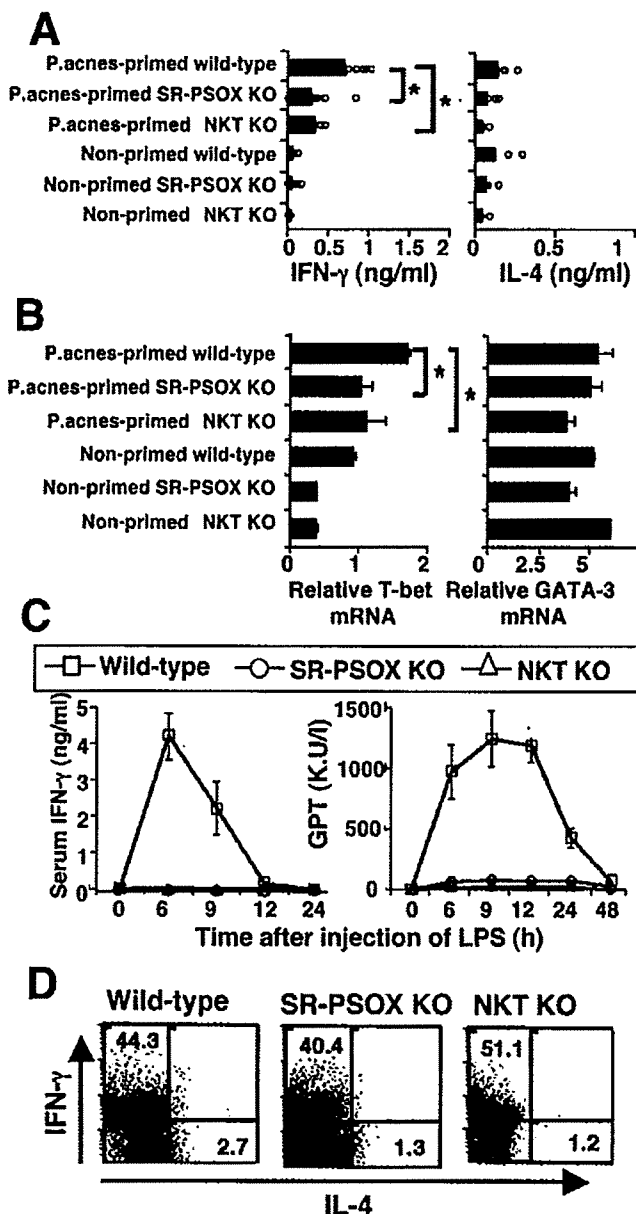 A
P.acnes-primed wild-type
P.acnes-primed SR-PSOX KO
P.acnes-primed NKT KO
Non-primed wild-type
Non-primed SR-PSOX KO
Non-primed NKT KO
*
*
0 0.5 1 1.5 2
IFN-γ (ng/ml)
0 0.5 1
IL-4 (ng/ml)
B
P.acnes-primed wild-type
P.acnes-primed SR-PSOX KO
P.acnes-primed NKT KO
Non-primed wild-type
Non-primed SR-PSOX KO
Non-primed NKT KO
*
*
0 1 2
Relative T-bet
mRNA
0 2.5 5
Relative GATA-3
mRNA
C
Wild-type SR-PSOX KO NKT KO
Serum IFN-γ (ng/ml)
5
4
3
2
1
0
0 6 9 12 24
GPT (K.U/l)
1500
1000
500
0
0 6 9 12 24 48
Time after injection of LPS (h)
D
Wild-type SR-PSOX KO NKT KO
IFN-γ
44.3 40.4 51.1
2.7 1.3 1.2
IL-4